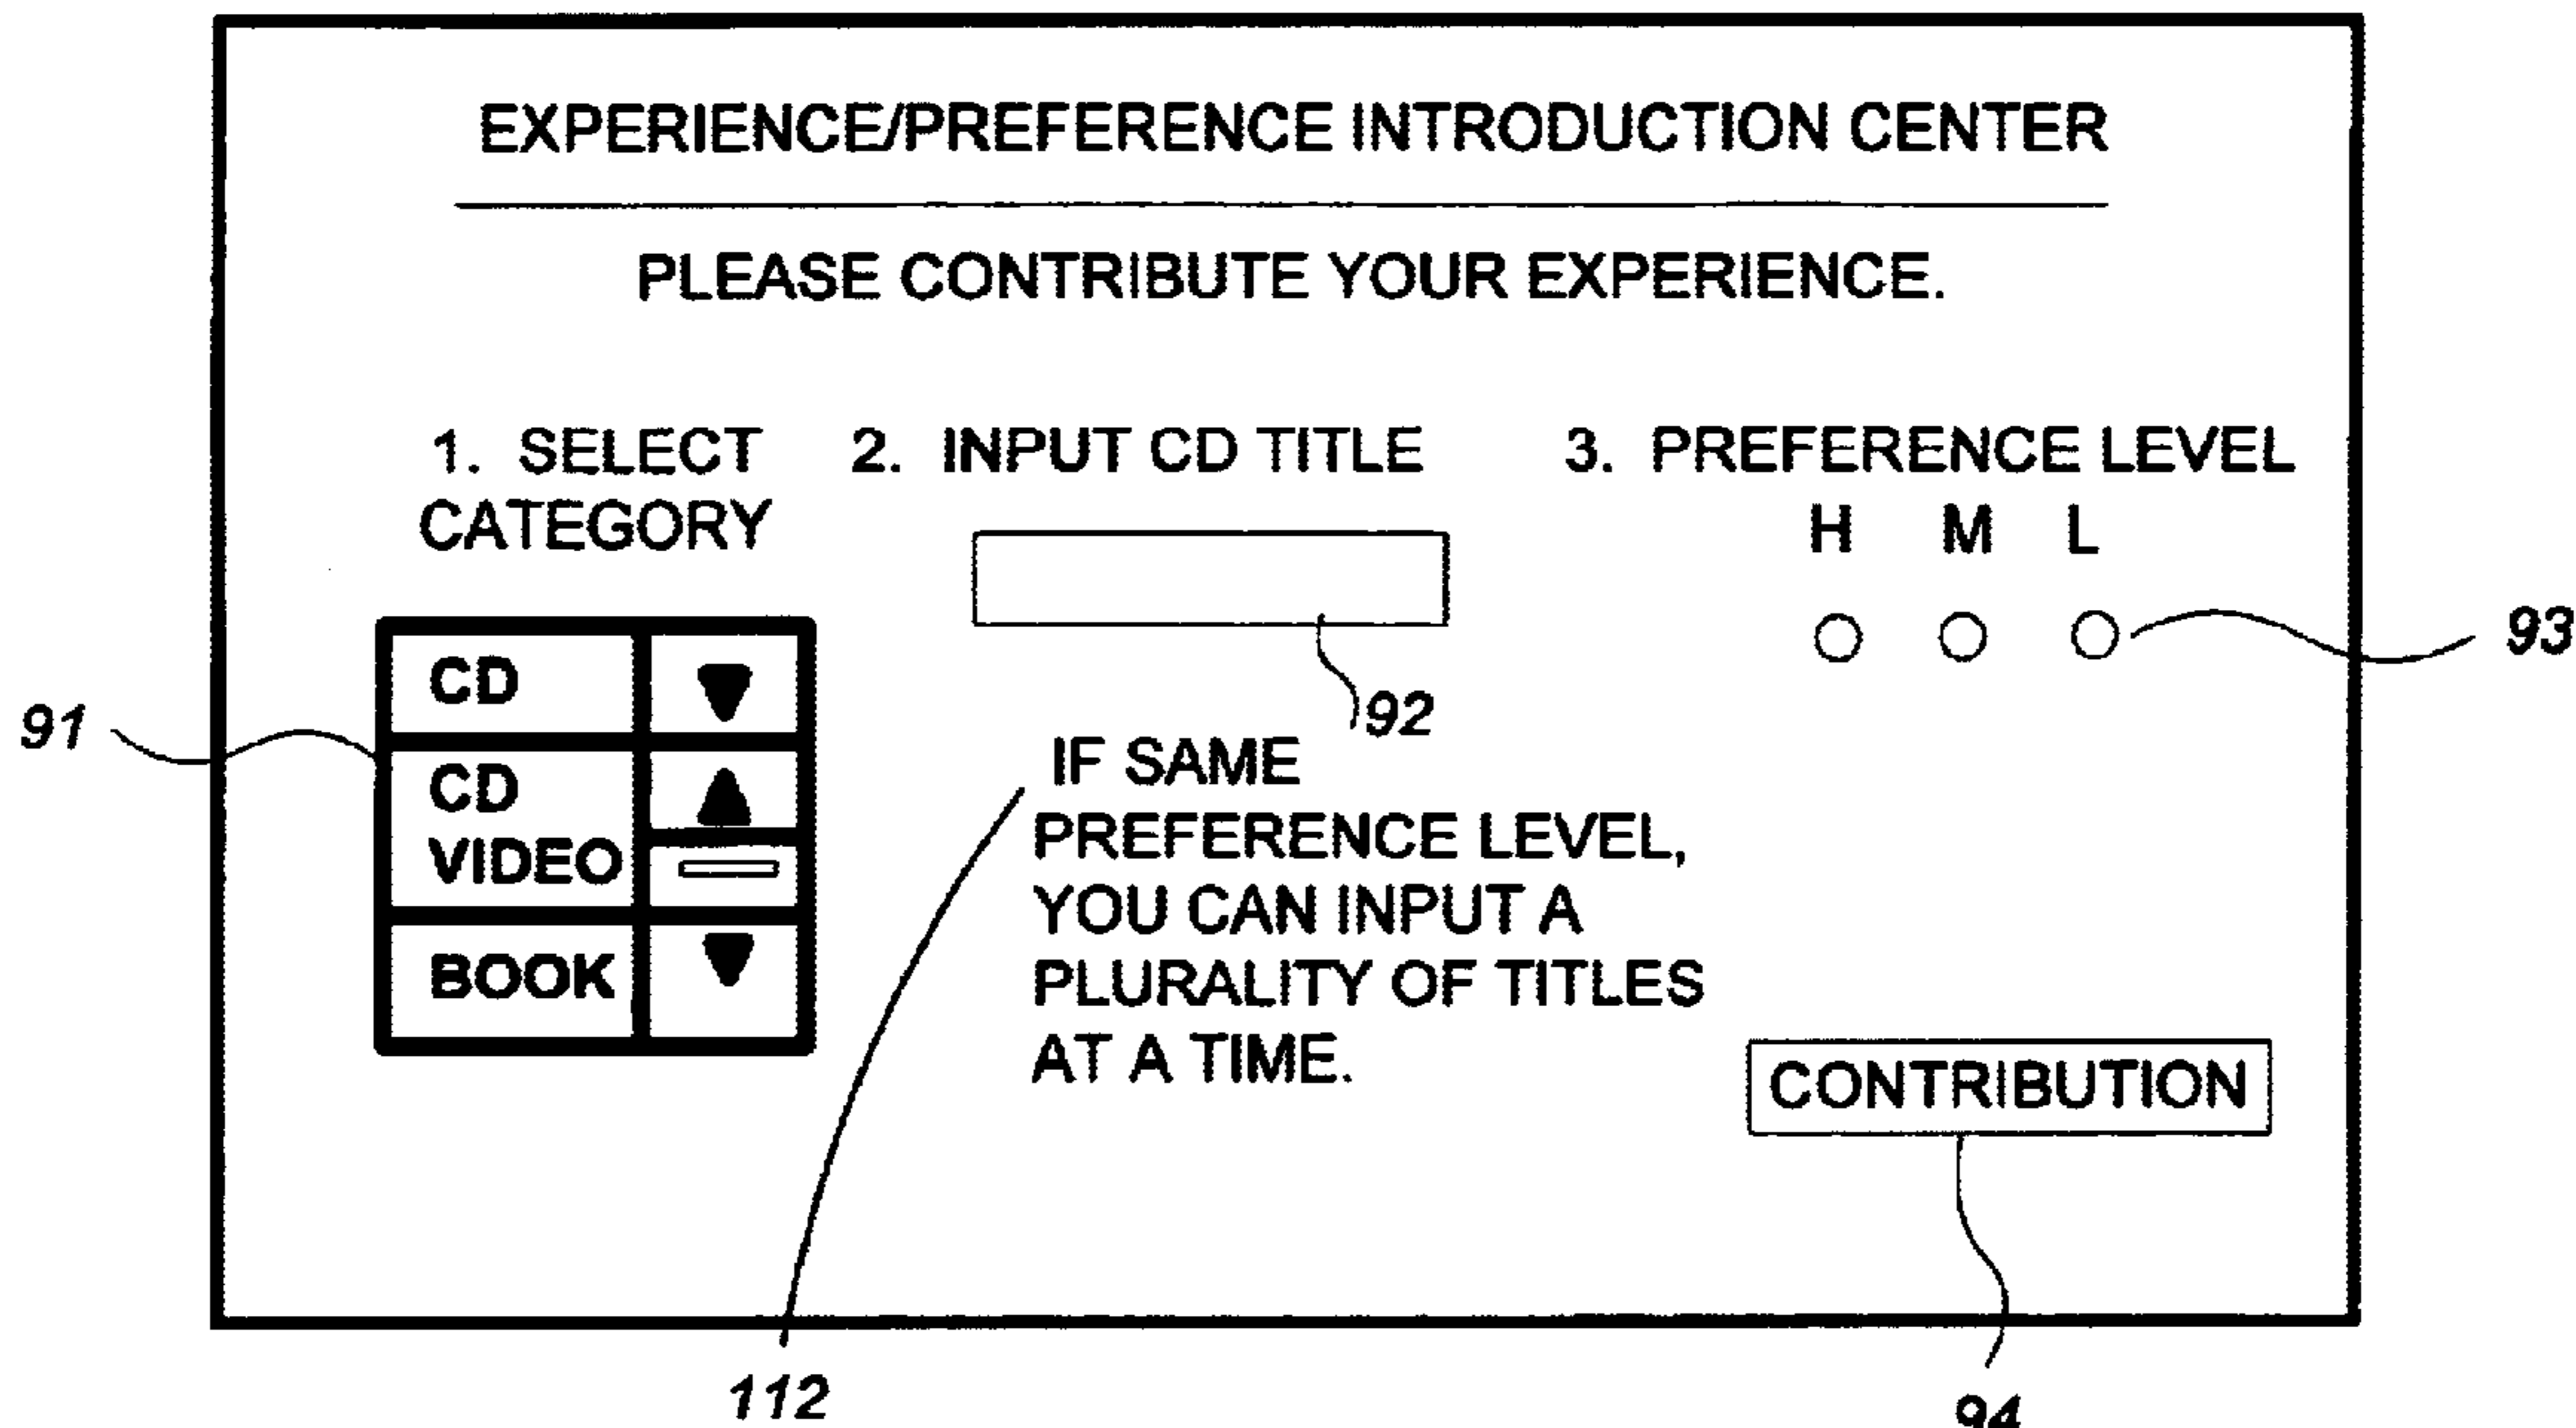 EXPERIENCE/PREFERENCE INTRODUCTION CENTER
PLEASE CONTRIBUTE YOUR EXPERIENCE.
1. SELECT
CATEGORY
2. INPUT CD TITLE
3. PREFERENCE LEVEL
H M L
93
CD
CD
VIDEO
BOOK
91
92
IF SAME
PREFERENCE LEVEL,
YOU CAN INPUT A
PLURALITY OF TITLES
AT A TIME.
CONTRIBUTION
112
94